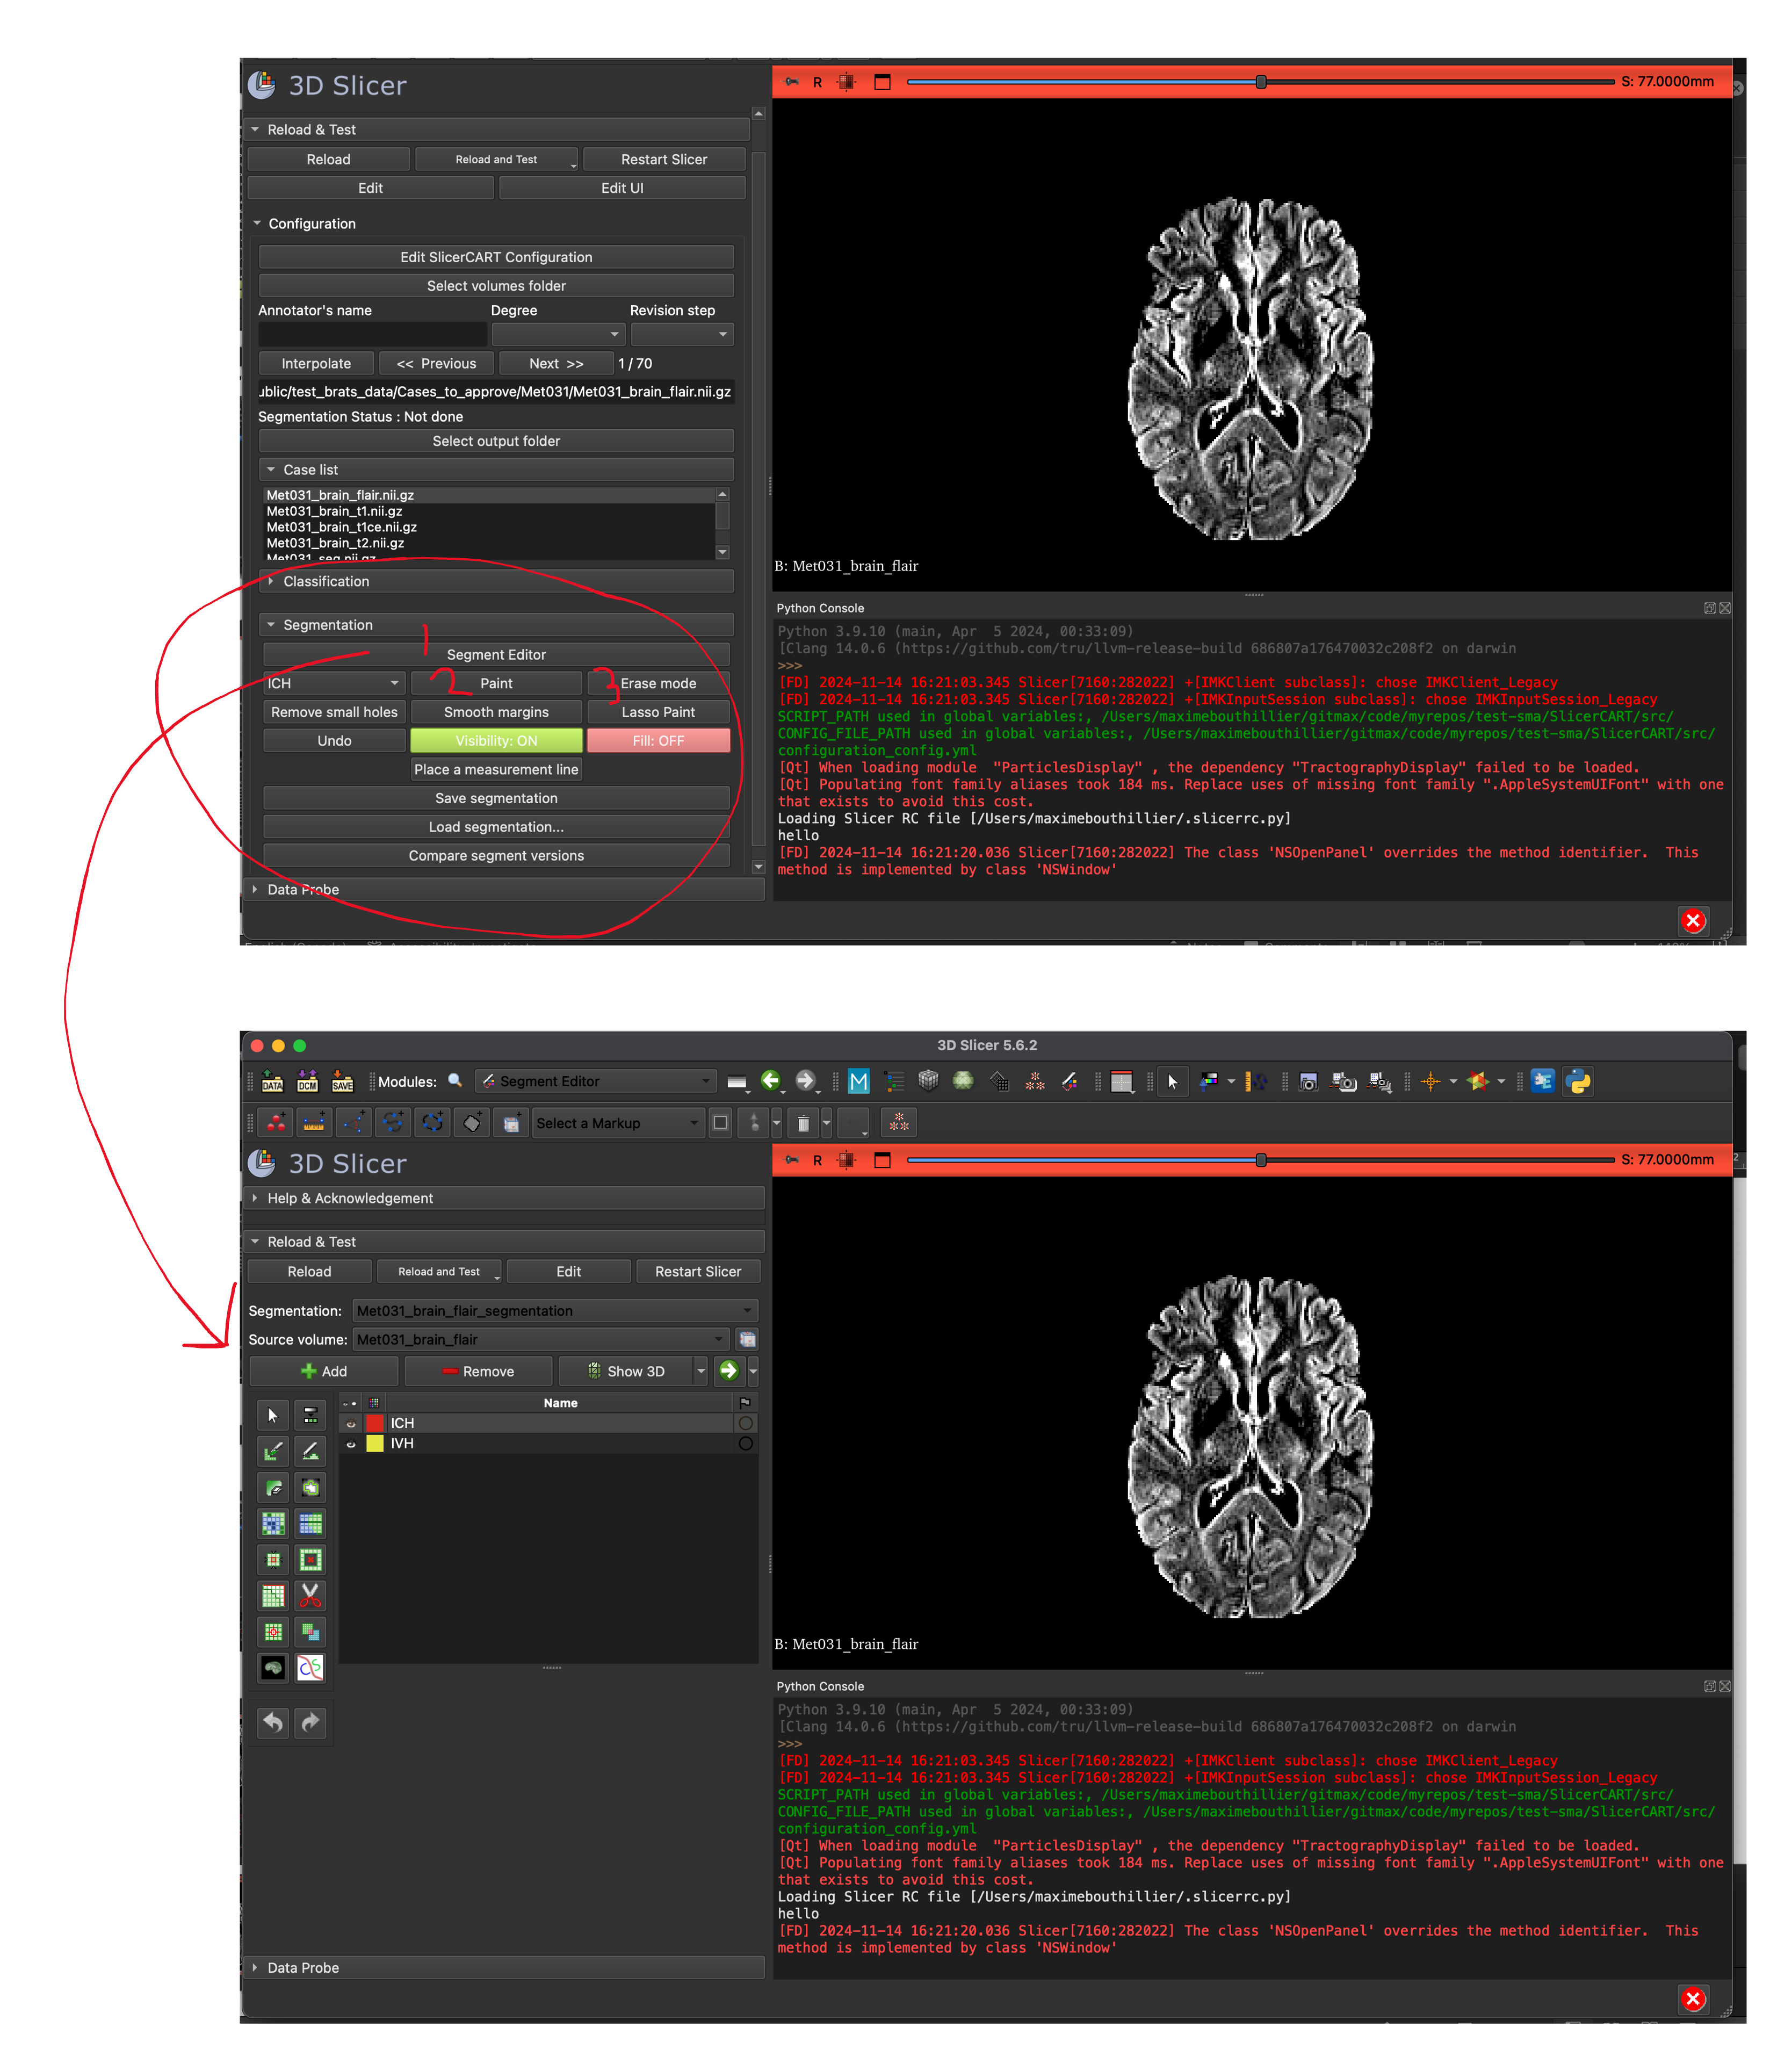 3D Slicer
R
S: 77.0000mm
Reload & Test
Reload Reload and Test Restart Slicer
Edit Edit UI
Configuration
Edit SlicerCART Configuration
Select volumes folder
Annotator's name Degree Revision step
Interpolate << Previous Next >> 1 / 70
ublic/test_brats_data/Cases_to_approve/Met031/Met031_brain_flair.nii.gz
Segmentation Status : Not done
Select output folder
Case list
Met031_brain_flair.nii.gz
Met031_brain_t1.nii.gz
Met031_brain_t1ce.nii.gz
Met031_brain_t2.nii.gz
Met031_seg.nii.gz
Classification
Segmentation
1
Segment Editor
ICH 2 Paint 3 Erase mode
Remove small holes Smooth margins Lasso Paint
Undo Visibility: ON Fill: OFF
Place a measurement line
Save segmentation
Load segmentation...
Compare segment versions
Data Probe
B: Met031_brain_flair
Python Console
Python 3.9.10 (main, Apr  5 2024, 00:33:09)
[Clang 14.0.6 (https://github.com/tru/llvm-release-build 686807a176470032c208f2 on darwin
>>>
[FD] 2024-11-14 16:21:03.345 Slicer[7160:282022] +[IMKClient subclass]: chose IMKClient_Legacy
[FD] 2024-11-14 16:21:03.345 Slicer[7160:282022] +[IMKInputSession subclass]: chose IMKInputSession_Legacy
SCRIPT_PATH used in global variables:, /Users/maximebouthillier/gitmax/code/myrepos/test-sma/SlicerCART/src/
CONFIG_FILE_PATH used in global variables:, /Users/maximebouthillier/gitmax/code/myrepos/test-sma/SlicerCART/src/
configuration_config.yml
[Qt] When loading module  "ParticlesDisplay" , the dependency "TractographyDisplay" failed to be loaded.
[Qt] Populating font family aliases took 184 ms. Replace uses of missing font family ".AppleSystemUIFont" with one
that exists to avoid this cost.
Loading Slicer RC file [/Users/maximebouthillier/.slicerrc.py]
hello
[FD] 2024-11-14 16:21:20.036 Slicer[7160:282022] The class 'NSOpenPanel' overrides the method identifier.  This
method is implemented by class 'NSWindow'
3D Slicer 5.6.2
DATA DCM SAVE Modules: Segment Editor M
Select a Markup
3D Slicer
R
S: 77.0000mm
Help & Acknowledgement
Reload & Test
Reload Reload and Test Edit Restart Slicer
Segmentation: Met031_brain_flair_segmentation
Source volume: Met031_brain_flair
Add Remove Show 3D
Name
ICH
IVH
Data Probe
B: Met031_brain_flair
Python Console
Python 3.9.10 (main, Apr  5 2024, 00:33:09)
[Clang 14.0.6 (https://github.com/tru/llvm-release-build 686807a176470032c208f2 on darwin
>>>
[FD] 2024-11-14 16:21:03.345 Slicer[7160:282022] +[IMKClient subclass]: chose IMKClient_Legacy
[FD] 2024-11-14 16:21:03.345 Slicer[7160:282022] +[IMKInputSession subclass]: chose IMKInputSession_Legacy
SCRIPT_PATH used in global variables:, /Users/maximebouthillier/gitmax/code/myrepos/test-sma/SlicerCART/src/
CONFIG_FILE_PATH used in global variables:, /Users/maximebouthillier/gitmax/code/myrepos/test-sma/SlicerCART/src/
configuration_config.yml
[Qt] When loading module  "ParticlesDisplay" , the dependency "TractographyDisplay" failed to be loaded.
[Qt] Populating font family aliases took 184 ms. Replace uses of missing font family ".AppleSystemUIFont" with one
that exists to avoid this cost.
Loading Slicer RC file [/Users/maximebouthillier/.slicerrc.py]
hello
[FD] 2024-11-14 16:21:20.036 Slicer[7160:282022] The class 'NSOpenPanel' overrides the method identifier.  This
method is implemented by class 'NSWindow'